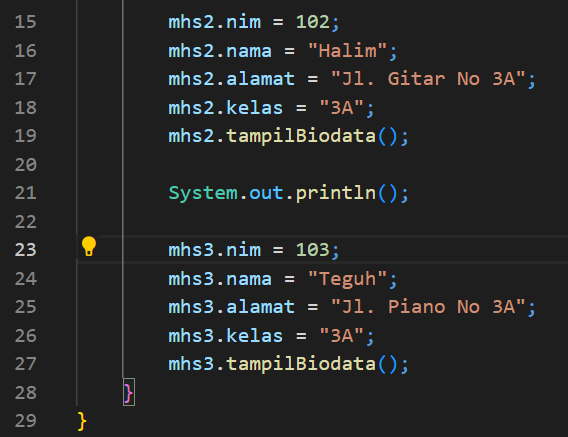 15 mhs2.nim = 102;
16 mhs2.nama = "Halim";
17 mhs2.alamat = "Jl. Gitar No 3A";
18 mhs2.kelas = "3A";
19 mhs2.tampilBiodata();
20
21 System.out.println();
22
23 mhs3.nim = 103;
24 mhs3.nama = "Teguh";
25 mhs3.alamat = "Jl. Piano No 3A";
26 mhs3.kelas = "3A";
27 mhs3.tampilBiodata();
28 }
29 }